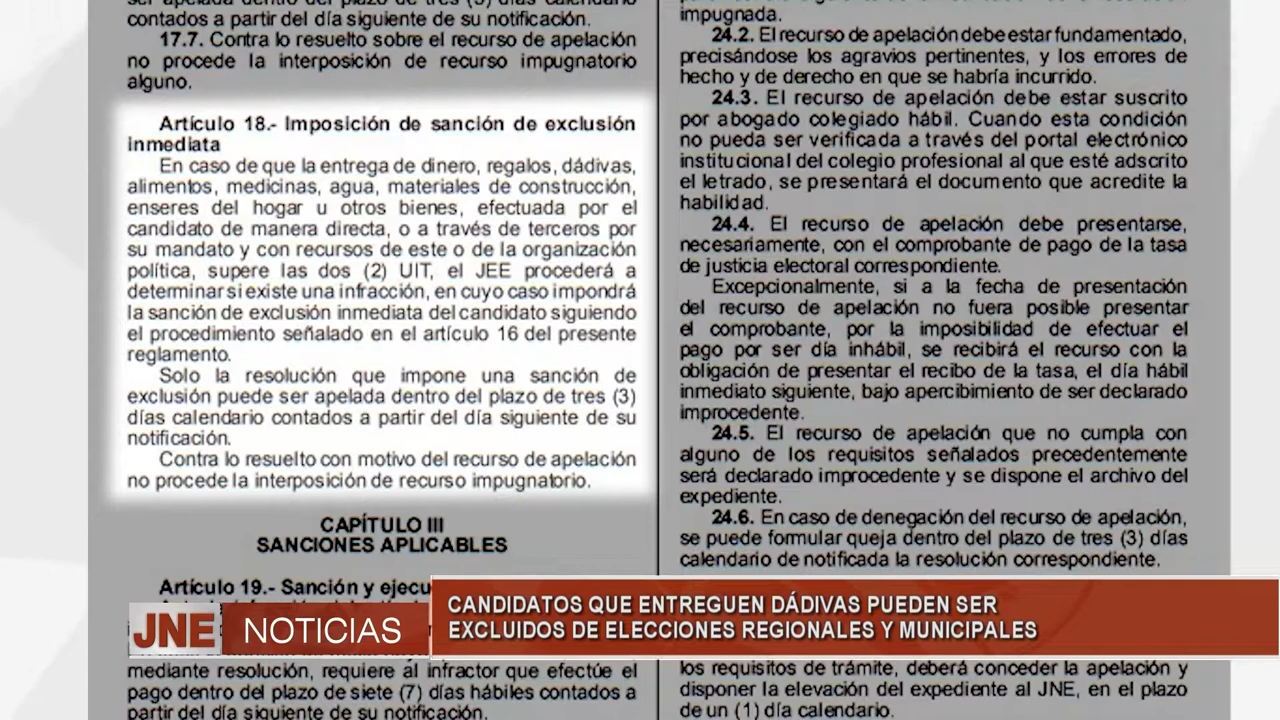 ser apelada dentro del plazo de tres (3) días calendario
contados a partir del día siguiente de su notificación.
17.7. Contra lo resuelto sobre el recurso de apelación
no procede la interposición de recurso impugnatorio
alguno.
Artículo 18.- Imposición de sanción de exclusión
inmediata
En caso de que la entrega de dinero, regalos, dádivas,
alimentos, medicinas, agua, materiales de construcción,
enseres del hogar u otros bienes, efectuada por el
candidato de manera directa, o a través de terceros por
su mandato y con recursos de este o de la organización
política, supere las dos (2) UIT, el JEE procederá a
determinar si existe una infracción, en cuyo caso impondrá
la sanción de exclusión inmediata del candidato siguiendo
el procedimiento señalado en el artículo 16 del presente
reglamento.
Solo la resolución que impone una sanción de
exclusión puede ser apelada dentro del plazo de tres (3)
días calendario contados a partir del día siguiente de su
notificación.
Contra lo resuelto con motivo del recurso de apelación
no procede la interposición de recurso impugnatorio.
CAPÍTULO III
SANCIONES APLICABLES
Artículo 19.- Sanción y ejecu
mediante resolución, requiere al infractor que efectúe el
pago dentro del plazo de siete (7) días hábiles contados a
partir del día siguiente de su notificación.
impugnada.
24.2. El recurso de apelación debe estar fundamentado,
precisándose los agravios pertinentes, y los errores de
hecho y de derecho en que se habría incurrido.
24.3. El recurso de apelación debe estar suscrito
por abogado colegiado hábil. Cuando esta condición
no pueda ser verificada a través del portal electrónico
institucional del colegio profesional al que esté adscrito
el letrado, se presentará el documento que acredite la
habilidad.
24.4. El recurso de apelación debe presentarse,
necesariamente, con el comprobante de pago de la tasa
de justicia electoral correspondiente.
Excepcionalmente, si a la fecha de presentación
del recurso de apelación no fuera posible presentar
el comprobante, por la imposibilidad de efectuar el
pago por ser día inhábil, se recibirá el recurso con la
obligación de presentar el recibo de la tasa, el día hábil
inmediato siguiente, bajo apercibimiento de ser declarado
improcedente.
24.5. El recurso de apelación que no cumpla con
alguno de los requisitos señalados precedentemente
será declarado improcedente y se dispone el archivo del
expediente.
24.6. En caso de denegación del recurso de apelación,
se puede formular queja dentro del plazo de tres (3) días
calendario de notificada la resolución correspondiente.
los requisitos de trámite, deberá conceder la apelación y
disponer la elevación del expediente al JNE, en el plazo
de un (1) día calendario.
JNE NOTICIAS
CANDIDATOS QUE ENTREGUEN DÁDIVAS PUEDEN SER
EXCLUIDOS DE ELECCIONES REGIONALES Y MUNICIPALES